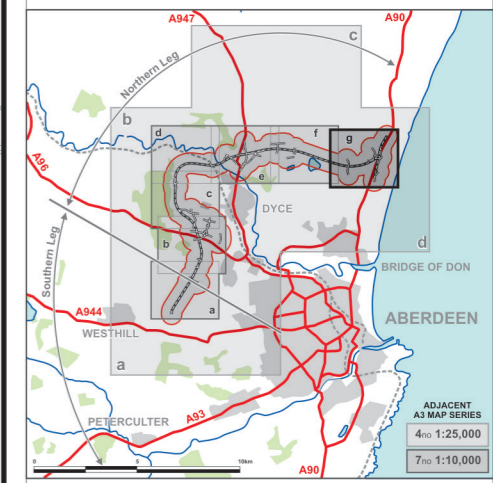 A947
A90
c
Northern Leg
b
d
f
g
A96
e
c
DYCE
b
d
Southern Leg
BRIDGE OF DON
a
A944
ABERDEEN
WESTHILL
a
ADJACENT
A3 MAP SERIES
A93
PETERCULTER
4no 1:25,000
7no 1:10,000
0 5 10km
A90